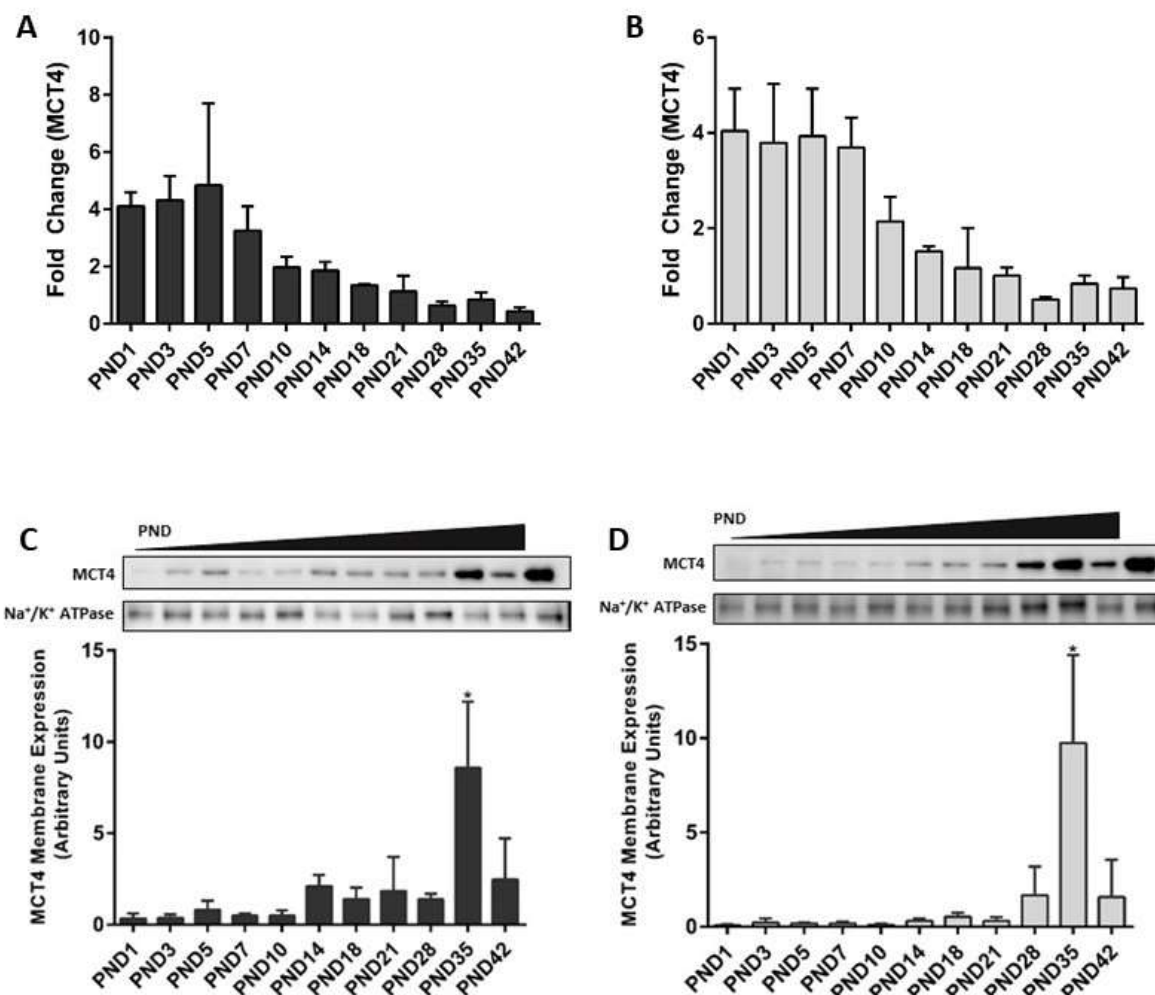 A
Fold Change (MCT4)
10
8
6
4
2
0
PND1 PND3 PND5 PND7 PND10 PND14 PND18 PND21 PND28 PND35 PND42
B
Fold Change (MCT4)
6
4
2
0
PND1 PND3 PND5 PND7 PND10 PND14 PND18 PND21 PND28 PND35 PND42
C
PND
MCT4
Na⁺/K⁺ ATPase
MCT4 Membrane Expression
(Arbitrary Units)
15
10
5
0
*
PND1 PND3 PND5 PND7 PND10 PND14 PND18 PND21 PND28 PND35 PND42
D
PND
MCT4
Na⁺/K⁺ ATPase
MCT4 Membrane Expression
(Arbitrary Units)
15
10
5
0
*
PND1 PND3 PND5 PND7 PND10 PND14 PND18 PND21 PND28 PND35 PND42